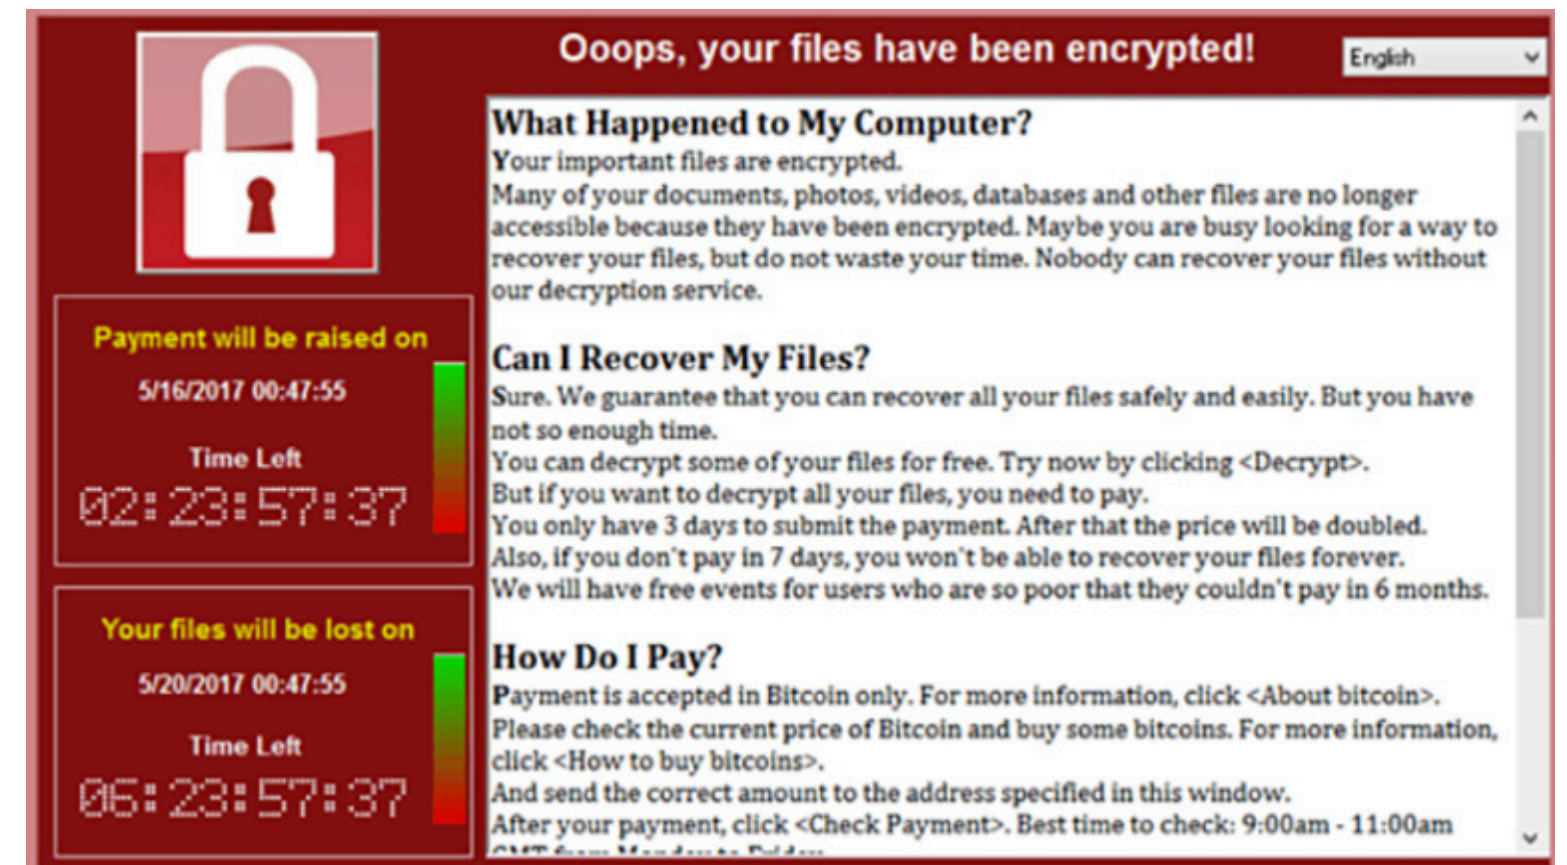 Ooops, your files have been encrypted!
English
What Happened to My Computer?
Your important files are encrypted.
Many of your documents, photos, videos, databases and other files are no longer
accessible because they have been encrypted. Maybe you are busy looking for a way to
recover your files, but do not waste your time. Nobody can recover your files without
our decryption service.
Can I Recover My Files?
Sure. We guarantee that you can recover all your files safely and easily. But you have
not so enough time.
You can decrypt some of your files for free. Try now by clicking <Decrypt>.
But if you want to decrypt all your files, you need to pay.
You only have 3 days to submit the payment. After that the price will be doubled.
Also, if you don't pay in 7 days, you won't be able to recover your files forever.
We will have free events for users who are so poor that they couldn't pay in 6 months.
How Do I Pay?
Payment is accepted in Bitcoin only. For more information, click <About bitcoin>.
Please check the current price of Bitcoin and buy some bitcoins. For more information,
click <How to buy bitcoins>.
And send the correct amount to the address specified in this window.
After your payment, click <Check Payment>. Best time to check: 9:00am - 11:00am
GMT from Monday to Friday
Payment will be raised on
5/16/2017 00:47:55
Time Left
02:23:57:37
Your files will be lost on
5/20/2017 00:47:55
Time Left
06:23:57:37